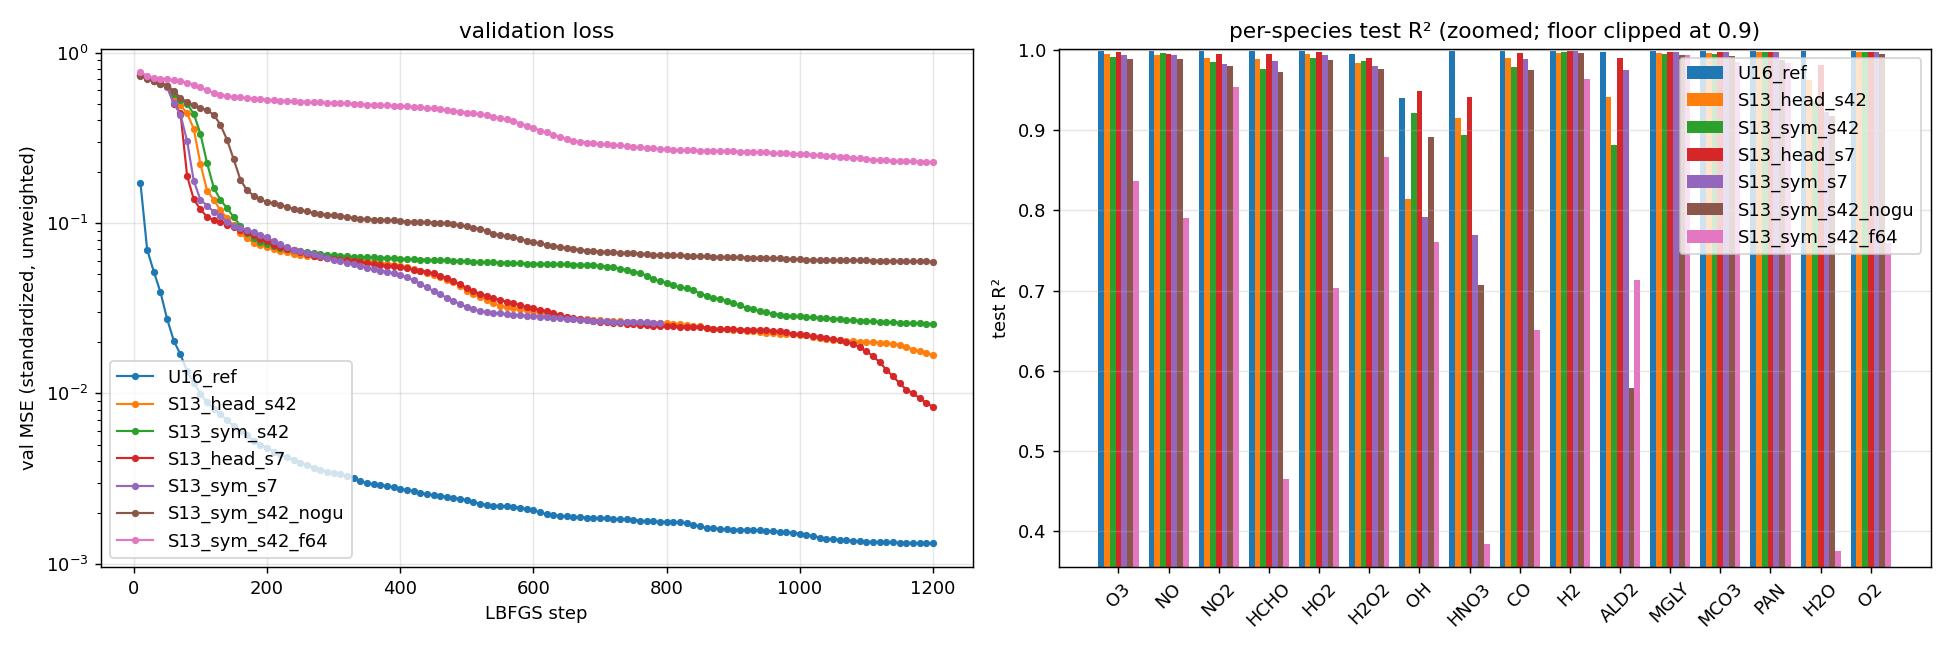 validation loss
val MSE (standardized, unweighted)
10⁰
10⁻¹
10⁻²
10⁻³
U16_ref
S13_head_s42
S13_sym_s42
S13_head_s7
S13_sym_s7
S13_sym_s42_nogu
S13_sym_s42_f64
0 200 400 600 800 1000 1200
LBFGS step
per-species test R² (zoomed; floor clipped at 0.9)
test R²
1.0
0.9
0.8
0.7
0.6
0.5
0.4
U16_ref
S13_head_s42
S13_sym_s42
S13_head_s7
S13_sym_s7
S13_sym_s42_nogu
S13_sym_s42_f64
O3 NO NO2 HCHO HO2 H2O2 OH HNO3 CO H2 ALD2 MGLY MCO3 PAN H2O O2